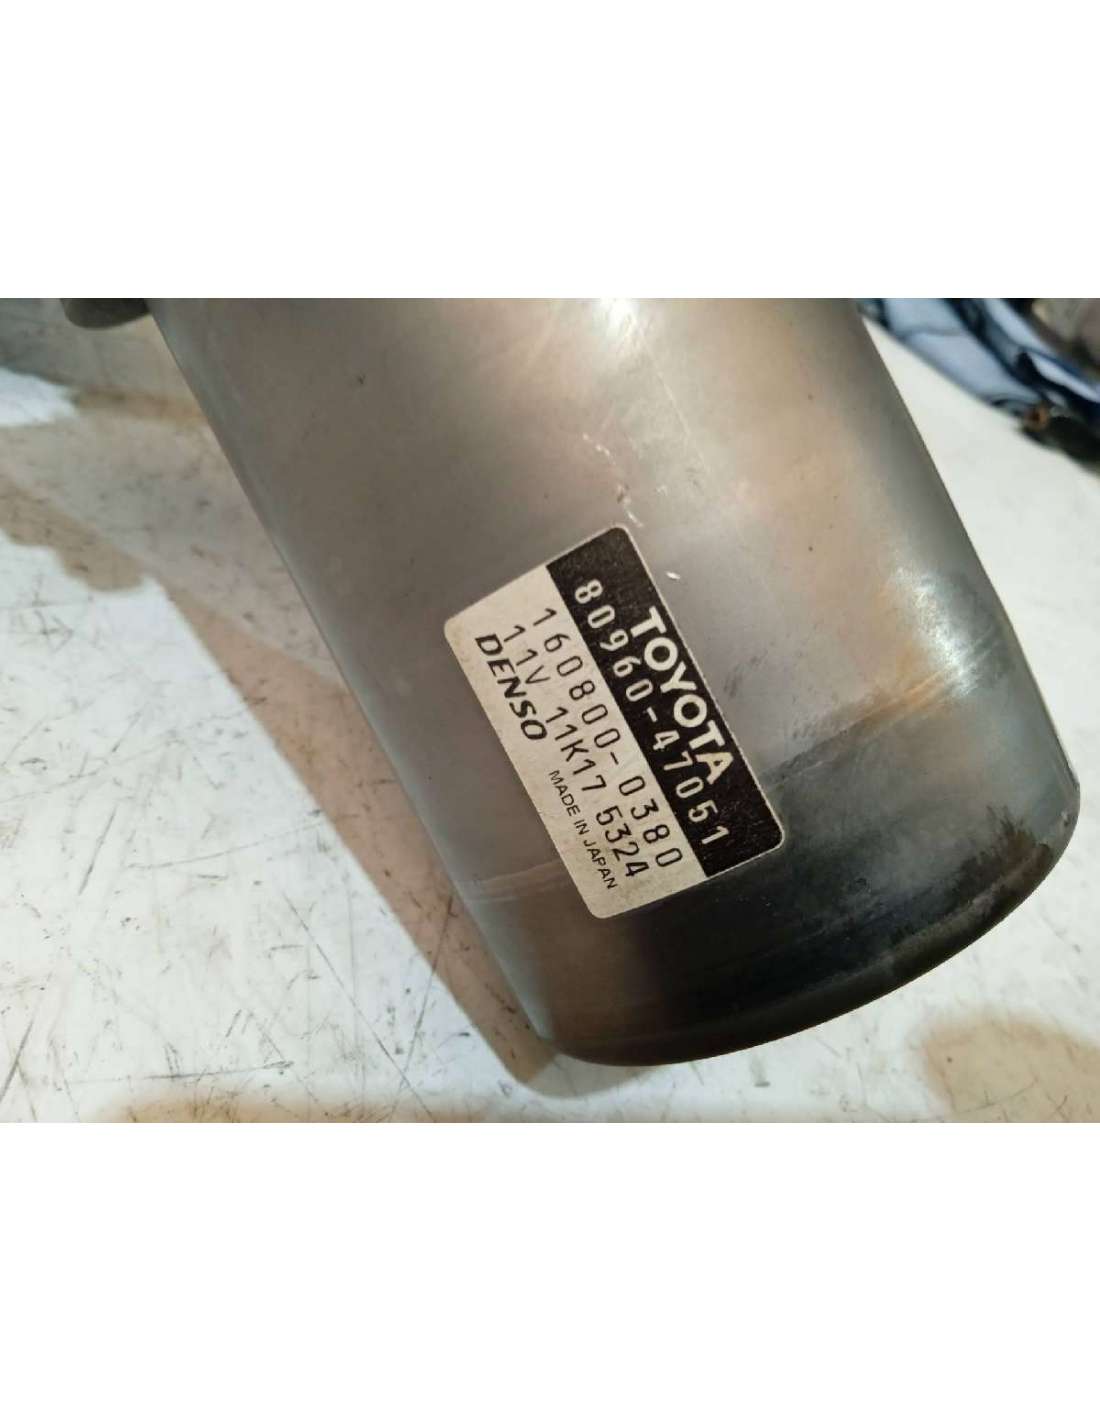 TOYOTA
80960-47051
160800-0380
11V 11K17 5324
DENSO MADE IN JAPAN